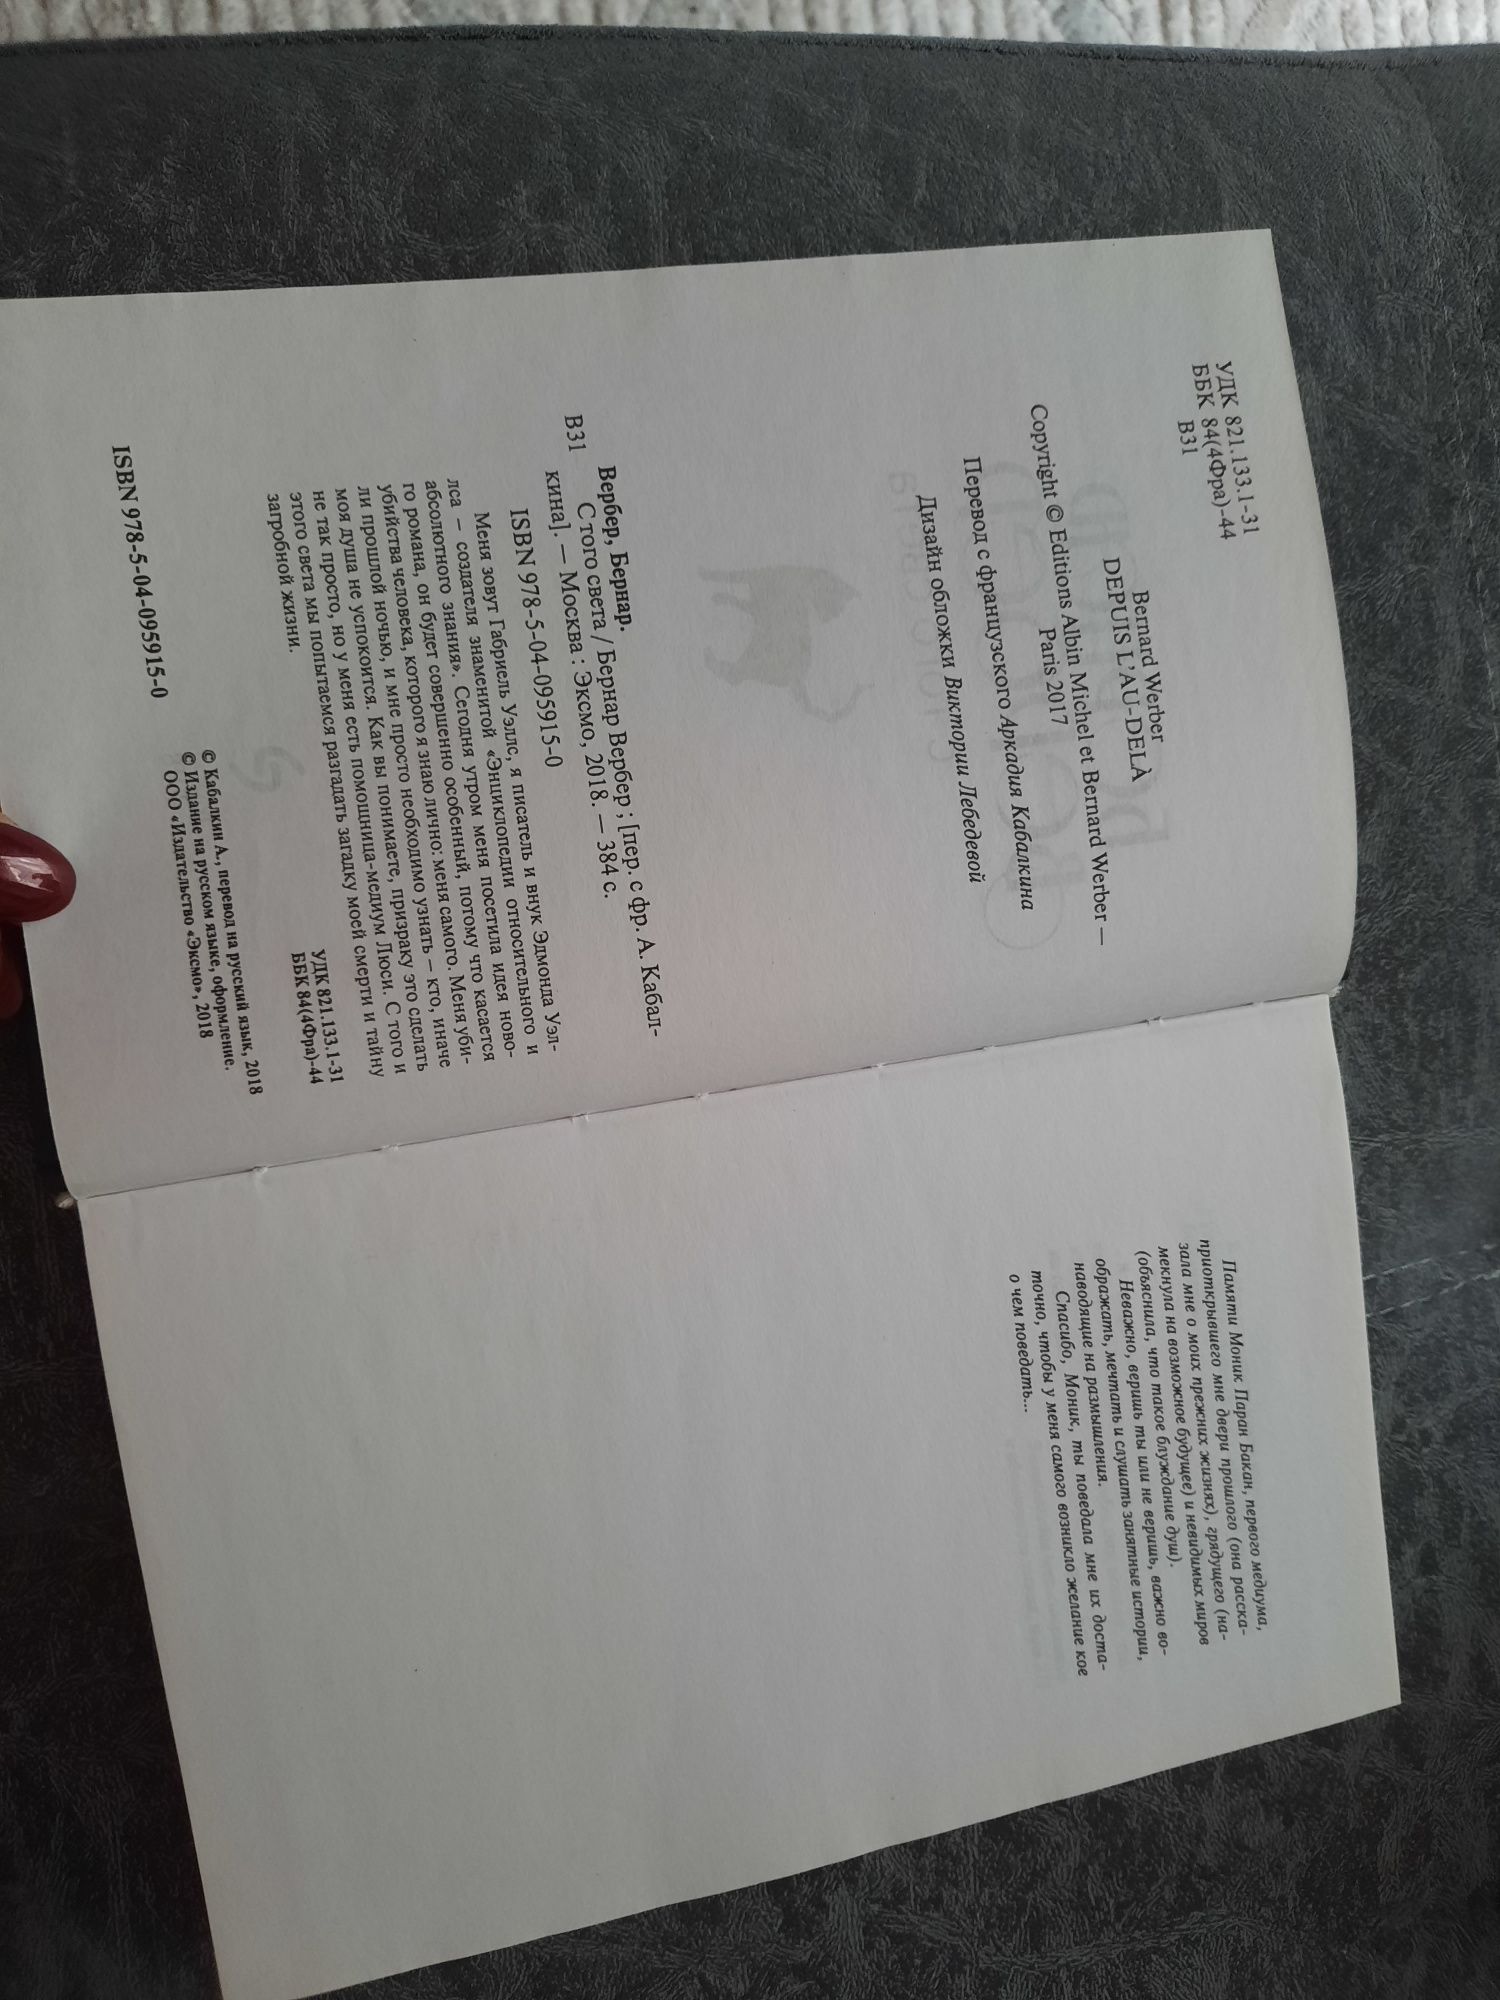 УДК 821.133.1-31
ББК 84(4Фра)-44
В31
Bernard Werber
DEPUIS L’AU-DELÀ
Copyright © Editions Albin Michel et Bernard Werber —
Paris 2017
Перевод с французского Аркадия Кабалкина
Дизайн обложки Виктории Лебедевой
Вербер, Бернар.
В31 С того света / Бернар Вербер ; [пер. с фр. А. Кабал-
кина]. — Москва : Эксмо, 2018. — 384 с.
ISBN 978-5-04-095915-0
Меня зовут Габриель Уэллс, я писатель и внук Эдмонда Уэл-
лса — создателя знаменитой «Энциклопедии относительного и
абсолютного знания». Сегодня утром меня посетила идея ново-
го романа, он будет совершенно особенный, потому что касается
убийства человека, которого я знаю лично: меня самого. Меня уби-
ли прошлой ночью, и мне просто необходимо узнать — кто, иначе
моя душа не успокоится. Как вы понимаете, призраку это сделать
не так просто, но у меня есть помощница-медиум Люси. С того и
этого света мы попытаемся разгадать загадку моей смерти и тайну
загробной жизни.
УДК 821.133.1-31
ББК 84(4Фра)-44
© Кабалкин А., перевод на русский язык, 2018
© Издание на русском языке, оформление.
ООО «Издательство «Эксмо», 2018
ISBN 978-5-04-095915-0
Памяти Моник Паран Бакан, первого медиума,
приоткрывшего мне двери прошлого (она расска-
зала мне о моих прежних жизнях), грядущего (на-
мекнула на возможное будущее) и невидимых миров
(объяснила, что такое блуждание душ).
Неважно, веришь ты или не веришь, важно во-
ображать, мечтать и слушать занятные истории,
наводящие на размышления.
Спасибо, Моник, ты поведала мне их доста-
точно, чтобы у меня самого возникло желание кое
о чем поведать...